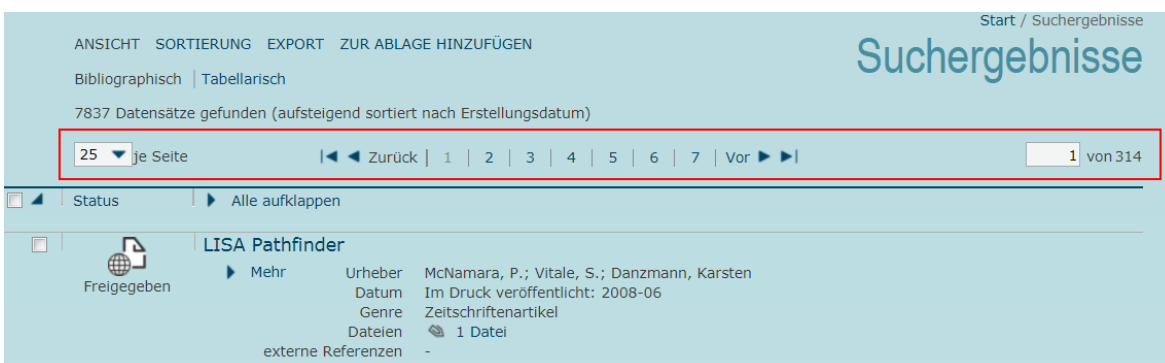 Start / Suchergebnisse
Suchergebnisse
ANSICHT SORTIERUNG EXPORT ZUR ABLAGE HINZUFÜGEN
Bibliographisch | Tabellarisch
7837 Datensätze gefunden (aufsteigend sortiert nach Erstellungsdatum)
25 je Seite Zurück | 1 | 2 | 3 | 4 | 5 | 6 | 7 | Vor 1 von 314
Status Alle aufklappen
LISA Pathfinder
Freigegeben
Mehr Urheber McNamara, P.; Vitale, S.; Danzmann, Karsten
Datum Im Druck veröffentlicht: 2008-06
Genre Zeitschriftenartikel
Dateien 1 Datei
externe Referenzen -